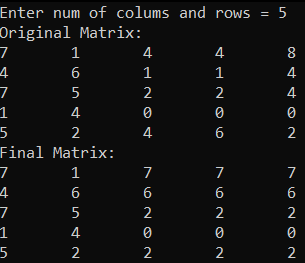 Enter num of colums and rows = 5
Original Matrix:
7 1 4 4 8
4 6 1 1 4
7 5 2 2 4
1 4 0 0 0
5 2 4 6 2
Final Matrix:
7 1 7 7 7
4 6 6 6 6
7 5 2 2 2
1 4 0 0 0
5 2 2 2 2